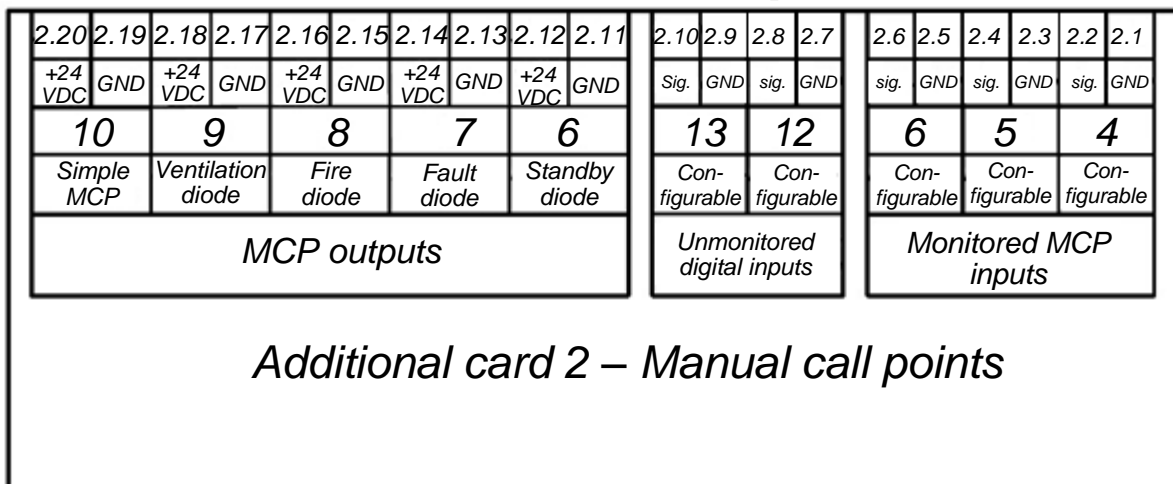 2.20 2.19 2.18 2.17 2.16 2.15 2.14 2.13 2.12 2.11 2.10 2.9 2.8 2.7 2.6 2.5 2.4 2.3 2.2 2.1
+24 VDC GND +24 VDC GND +24 VDC GND +24 VDC GND +24 VDC GND Sig. GND sig. GND sig. GND sig. GND sig. GND
10 9 8 7 6 13 12 6 5 4
Simple Ventilation Fire Fault Standby Con- Con- Con- Con- Con-
MCP diode diode diode diode figurable figurable figurable figurable figurable
MCP outputs
Unmonitored
digital inputs
Monitored MCP
inputs
Additional card 2 – Manual call points